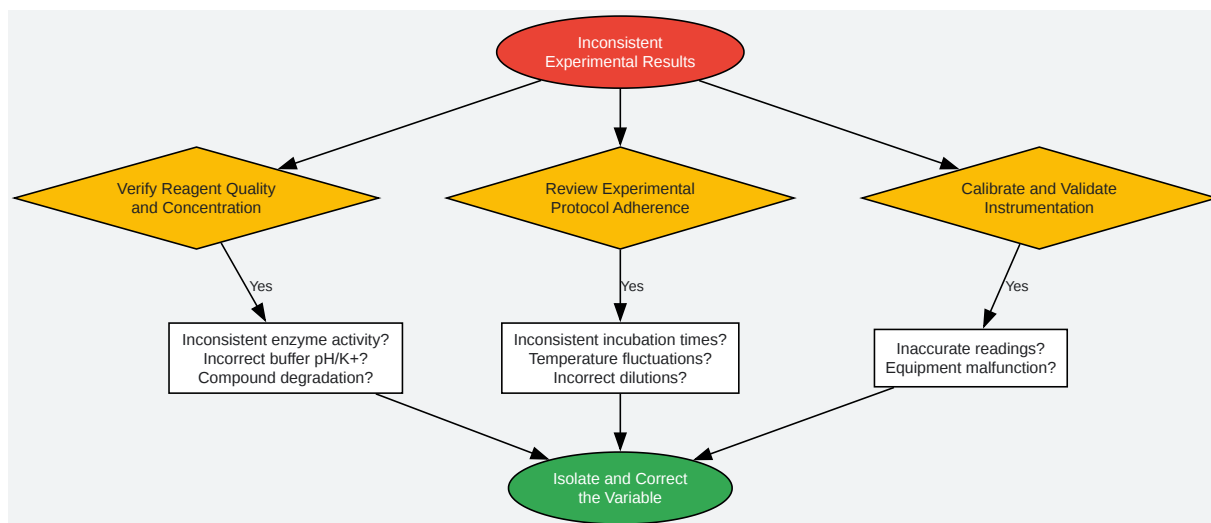 Inconsistent
Experimental Results
Verify Reagent Quality
and Concentration
Review Experimental
Protocol Adherence
Calibrate and Validate
Instrumentation
Yes
Yes
Yes
Inconsistent enzyme activity?
Incorrect buffer pH/K+?
Compound degradation?
Inconsistent incubation times?
Temperature fluctuations?
Incorrect dilutions?
Inaccurate readings?
Equipment malfunction?
Isolate and Correct
the Variable